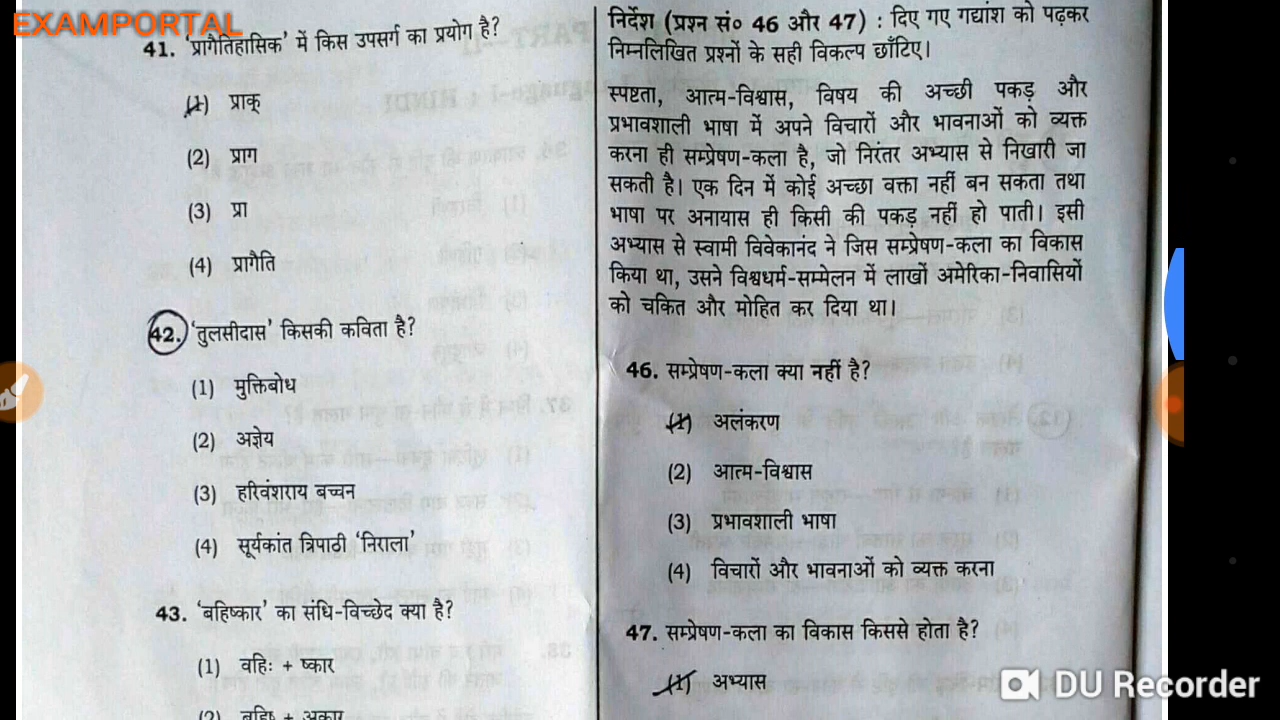 EXAMPORTAL
41. 'प्रागैतिहासिक' में किस उपसर्ग का प्रयोग है?
(1) प्राक्
(2) प्राग
(3) प्रा
(4) प्रागैति
42. 'तुलसीदास' किसकी कविता है?
(1) मुक्तिबोध
(2) अज्ञेय
(3) हरिवंशराय बच्चन
(4) सूर्यकांत त्रिपाठी 'निराला'
43. 'बहिष्कार' का संधि-विच्छेद क्या है?
(1) वहिः + ष्कार
(2) बहिष + अकार
निर्देश (प्रश्न सं० 46 और 47) : दिए गए गद्यांश को पढ़कर
निम्नलिखित प्रश्नों के सही विकल्प छाँटिए।
स्पष्टता, आत्म-विश्वास, विषय की अच्छी पकड़ और
प्रभावशाली भाषा में अपने विचारों और भावनाओं को व्यक्त
करना ही सम्प्रेषण-कला है, जो निरंतर अभ्यास से निखारी जा
सकती है। एक दिन में कोई अच्छा वक्ता नहीं बन सकता तथा
भाषा पर अनायास ही किसी की पकड़ नहीं हो पाती। इसी
अभ्यास से स्वामी विवेकानंद ने जिस सम्प्रेषण-कला का विकास
किया था, उसने विश्वधर्म-सम्मेलन में लाखों अमेरिका-निवासियों
को चकित और मोहित कर दिया था।
46. सम्प्रेषण-कला क्या नहीं है?
(1) अलंकरण
(2) आत्म-विश्वास
(3) प्रभावशाली भाषा
(4) विचारों और भावनाओं को व्यक्त करना
47. सम्प्रेषण-कला का विकास किससे होता है?
(1) अभ्यास
DU Recorder